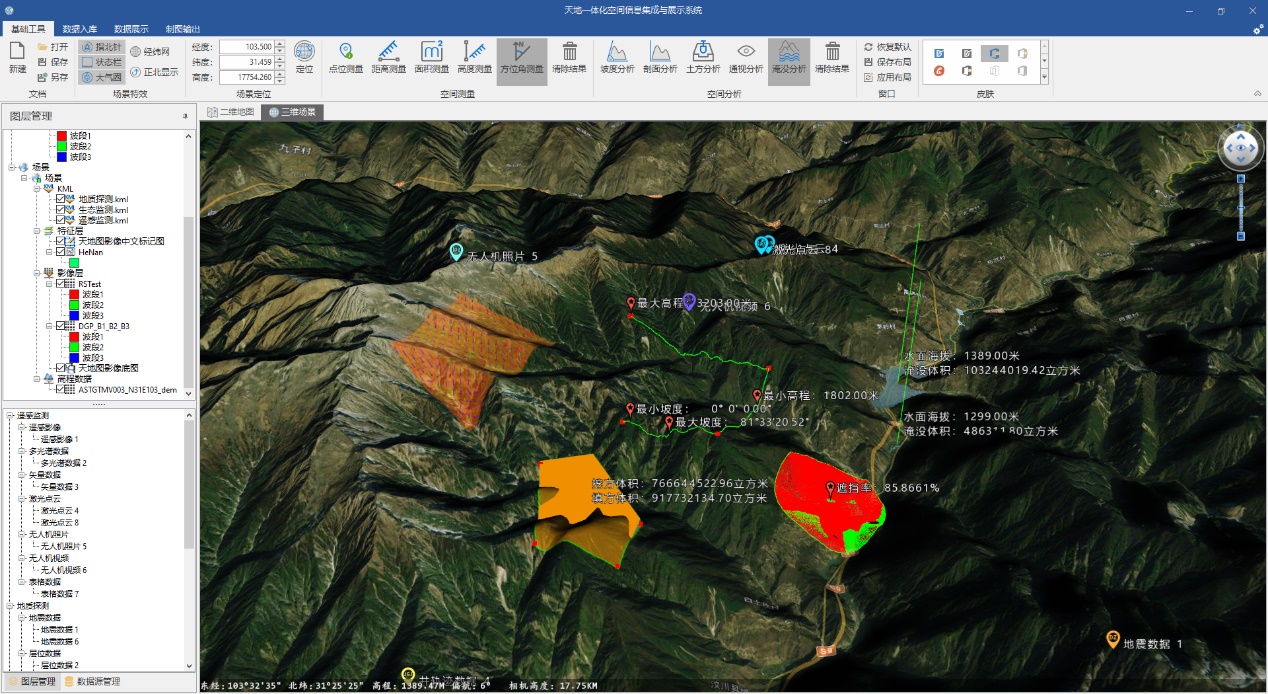 天地一体化空间信息集成与展示系统
基础工具 数据入库 数据展示 制图输出
新建 打开 保存 另存
指北针 状态栏 大气圈 经纬网 正北显示
经度: 103.500
纬度: 31.459
高度: 17754.260
定位 点位测量 距离测量 面积测量 高度测量 方位角测量 清除结果 坡度分析 剖面分析 土方分析 通视分析 淹没分析 清除结果
恢复默认
保存布局
应用布局
文档 场景特效 场景定位 空间测量 空间分析 窗口 皮肤
图层管理
二维地图 三维场景
波段1
波段2
波段3
场景
场景
KML
地质探测.kml
生态监测.kml
遥感监测.kml
特征层
天地图影像中文标记图
HeNan
影像层
RSTest
波段1
波段2
波段3
DGP_B1_B2_B3
波段1
波段2
波段3
天地图影像底图
高程数据
ASTGTMV003_N31E103_dem
遥感监测
遥感影像
遥感影像 1
多光谱数据
多光谱数据 2
矢量数据
矢量数据 3
激光点云
激光点云 4
激光点云 8
无人机照片
无人机照片 5
无人机视频
无人机视频 6
表格数据
表格数据 7
地质探测
地震数据
地震数据 1
地震数据 6
层位数据
层位数据 2
图层管理 数据源管理
无人机照片 5
最大高程: 3203.00米
无人机视频 6
水面海拔: 1389.00米
淹没体积: 103244019.42立方米
最小高程: 1802.00米
最小坡度: 0° 0' 0.00"
最大坡度: 81°33'20.52"
水面海拔: 1299.00米
挖方体积: 766644522.96立方米
填方体积: 917732134.70立方米
遮挡率: 85.8661%
地震数据 1
S9
东经:103°32'35" 北纬:31°25'25" 高程:1389.47M 偏航:6° 相机高度: 17.75KM